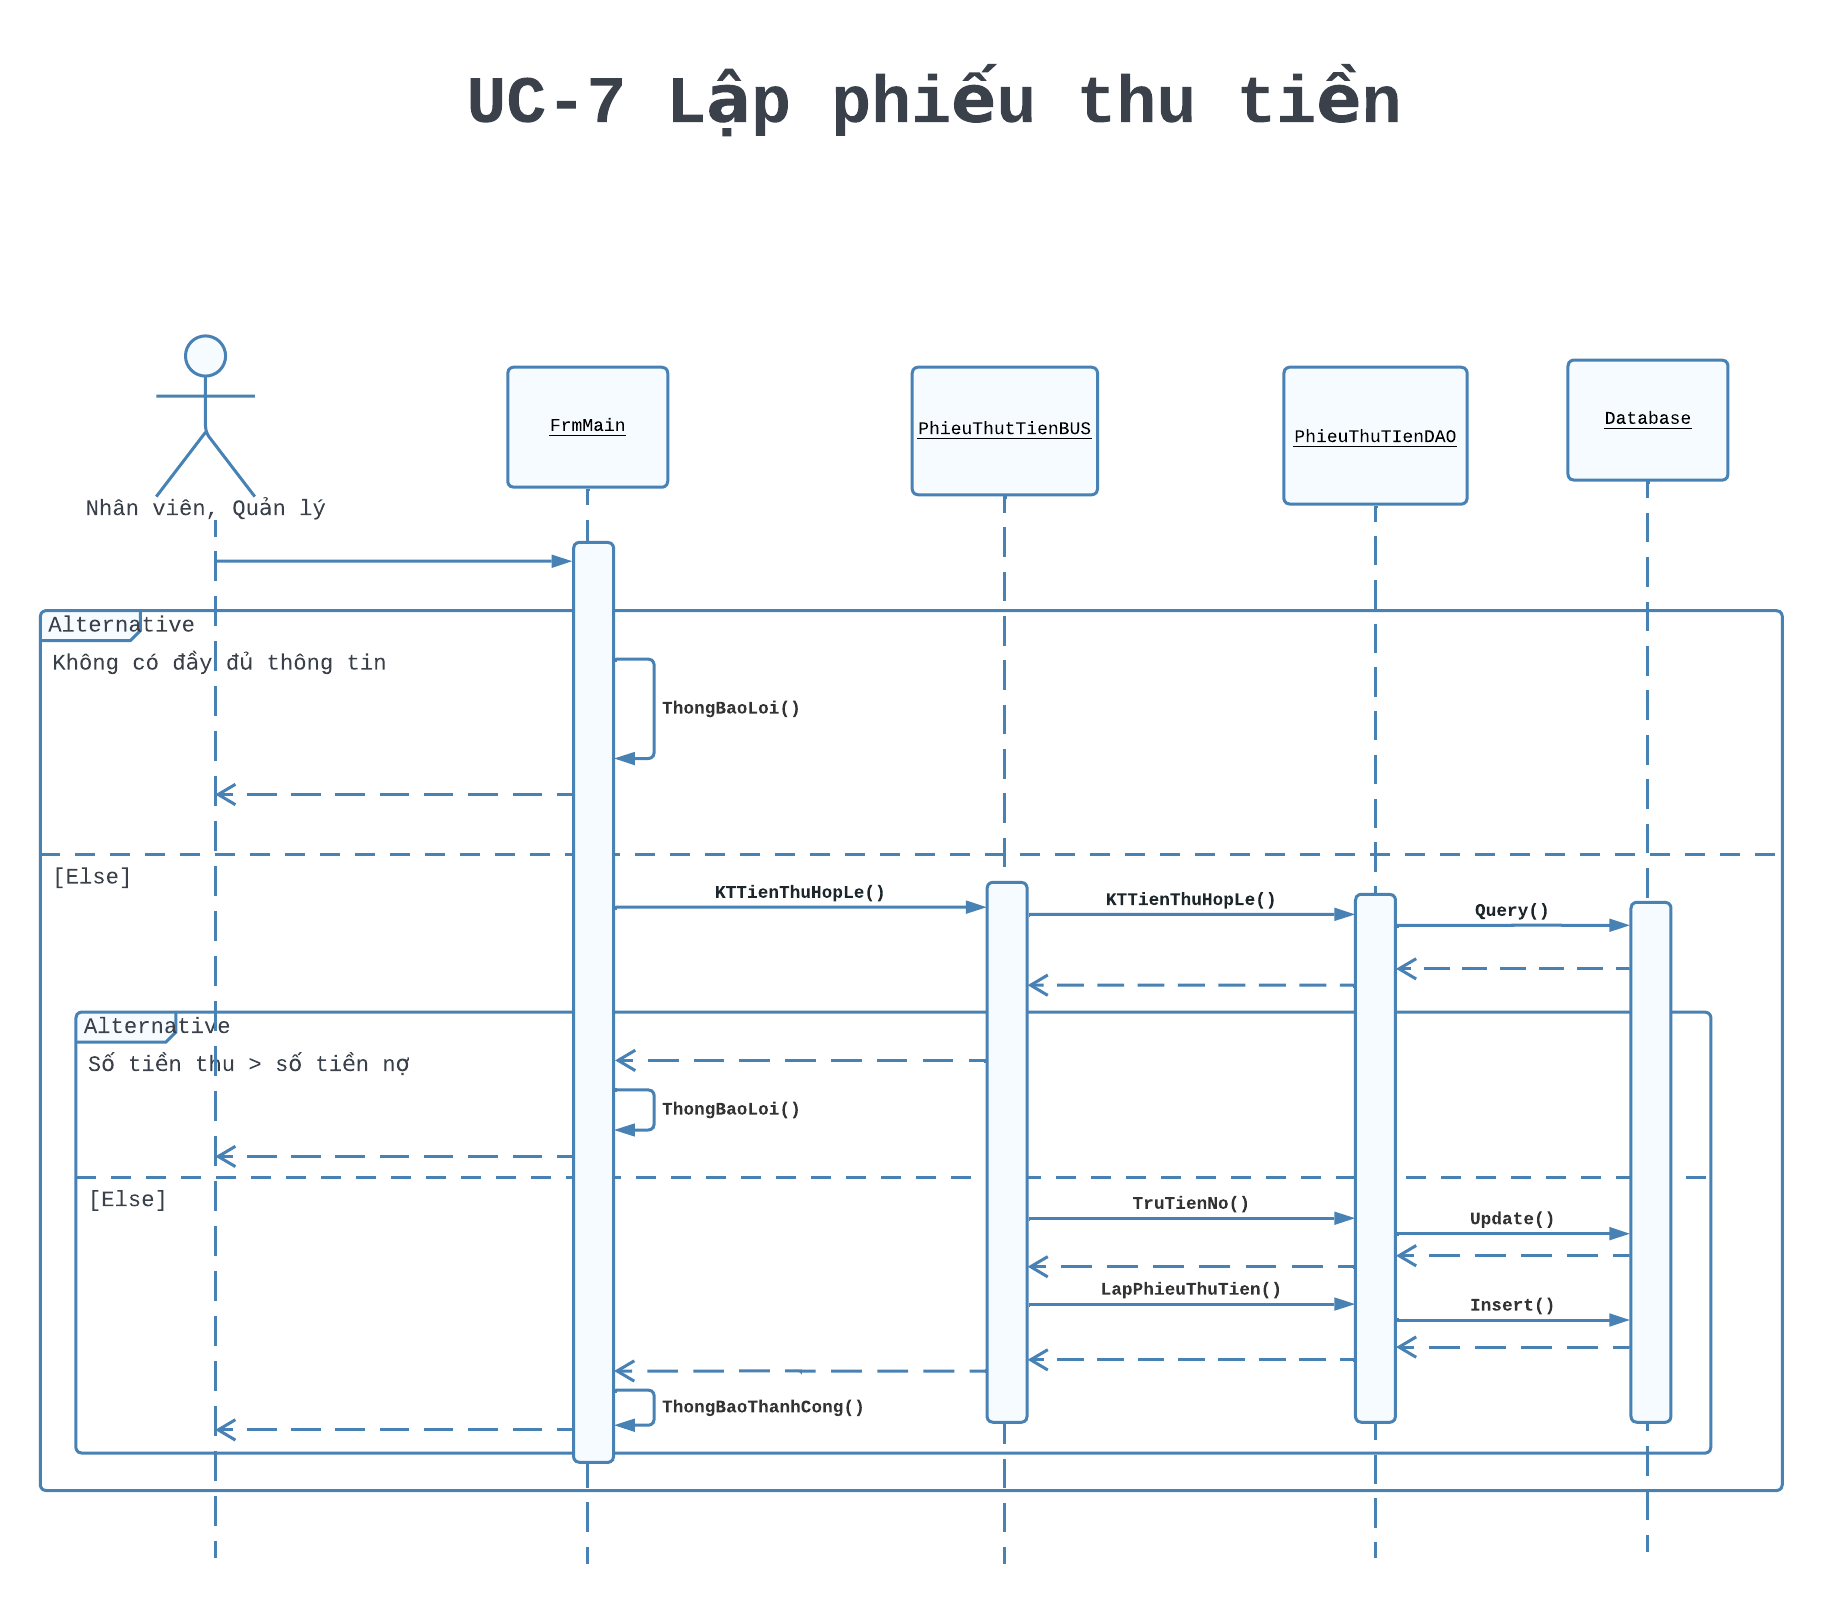 UC-7 Lập phiếu thu tiền
Nhân viên, Quản lý
FrmMain
PhieuThutTienBUS
PhieuThuTIenDAO
Database
Alternative
Không có đầy đủ thông tin
ThongBaoLoi()
[Else]
KTTienThuHopLe()
KTTienThuHopLe()
Query()
Alternative
Số tiền thu > số tiền nợ
ThongBaoLoi()
[Else]
TruTienNo()
Update()
LapPhieuThuTien()
Insert()
ThongBaoThanhCong()